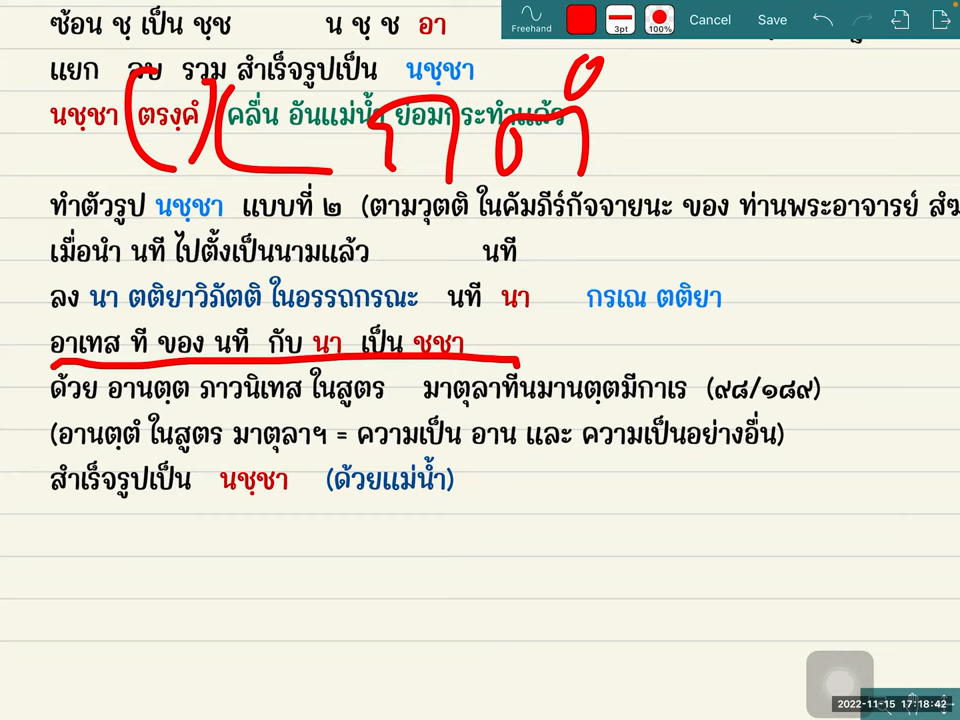 ซ้อน ชฺ เป็น ชฺช น ชฺ ช อา
แยก ลบ รวม สำเร็จรูปเป็น นชฺชา
นชฺชา ตรงฺคํ คลื่น อันแม่น้ำ ย่อมกระทำแล้ว
กตํ
ทำตัวรูป นชฺชา แบบที่ ๒ (ตามวุตติ ในคัมภีร์กัจจายนะ ของ ท่านพระอาจารย์
เมื่อนำ นที ไปตั้งเป็นนามแล้ว นที
ลง นา ตติยาวิภัตติ ในอรรถกรณะ นที นา กรเณ ตติยา
อาเทส ที ของ นที กับ นา เป็น ชชา
ด้วย อานตฺต ภาวนิเทส ในสูตร มาตุลาทีนมานตฺตมีกาเร (๙๘/๑๘๙)
(อานตฺตํ ในสูตร มาตุลาฯ = ความเป็น อาน และ ความเป็นอย่างอื่น)
สำเร็จรูปเป็น นชฺชา (ด้วยแม่น้ำ)
Freehand 3pt 100% Cancel Save
2022-11-15 17:18:42